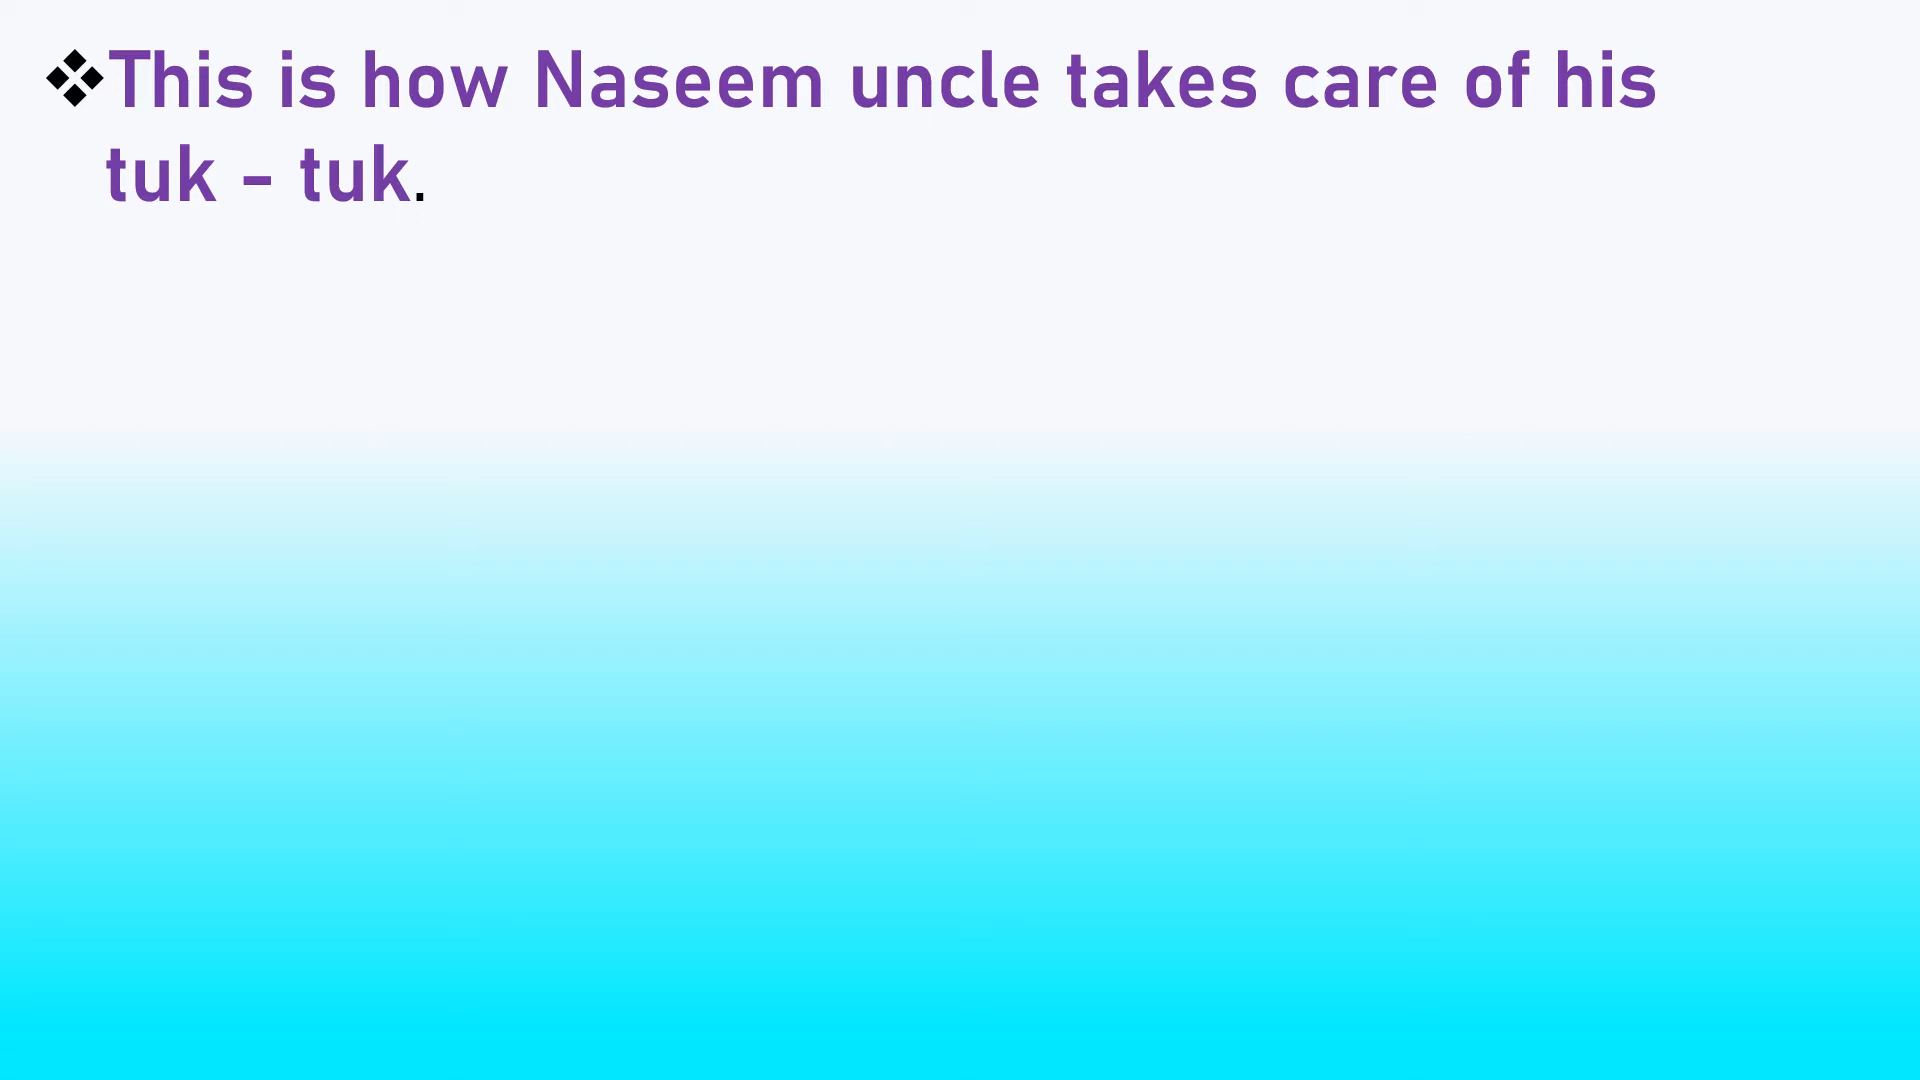 ❖This is how Naseem uncle takes care of his
tuk - tuk.